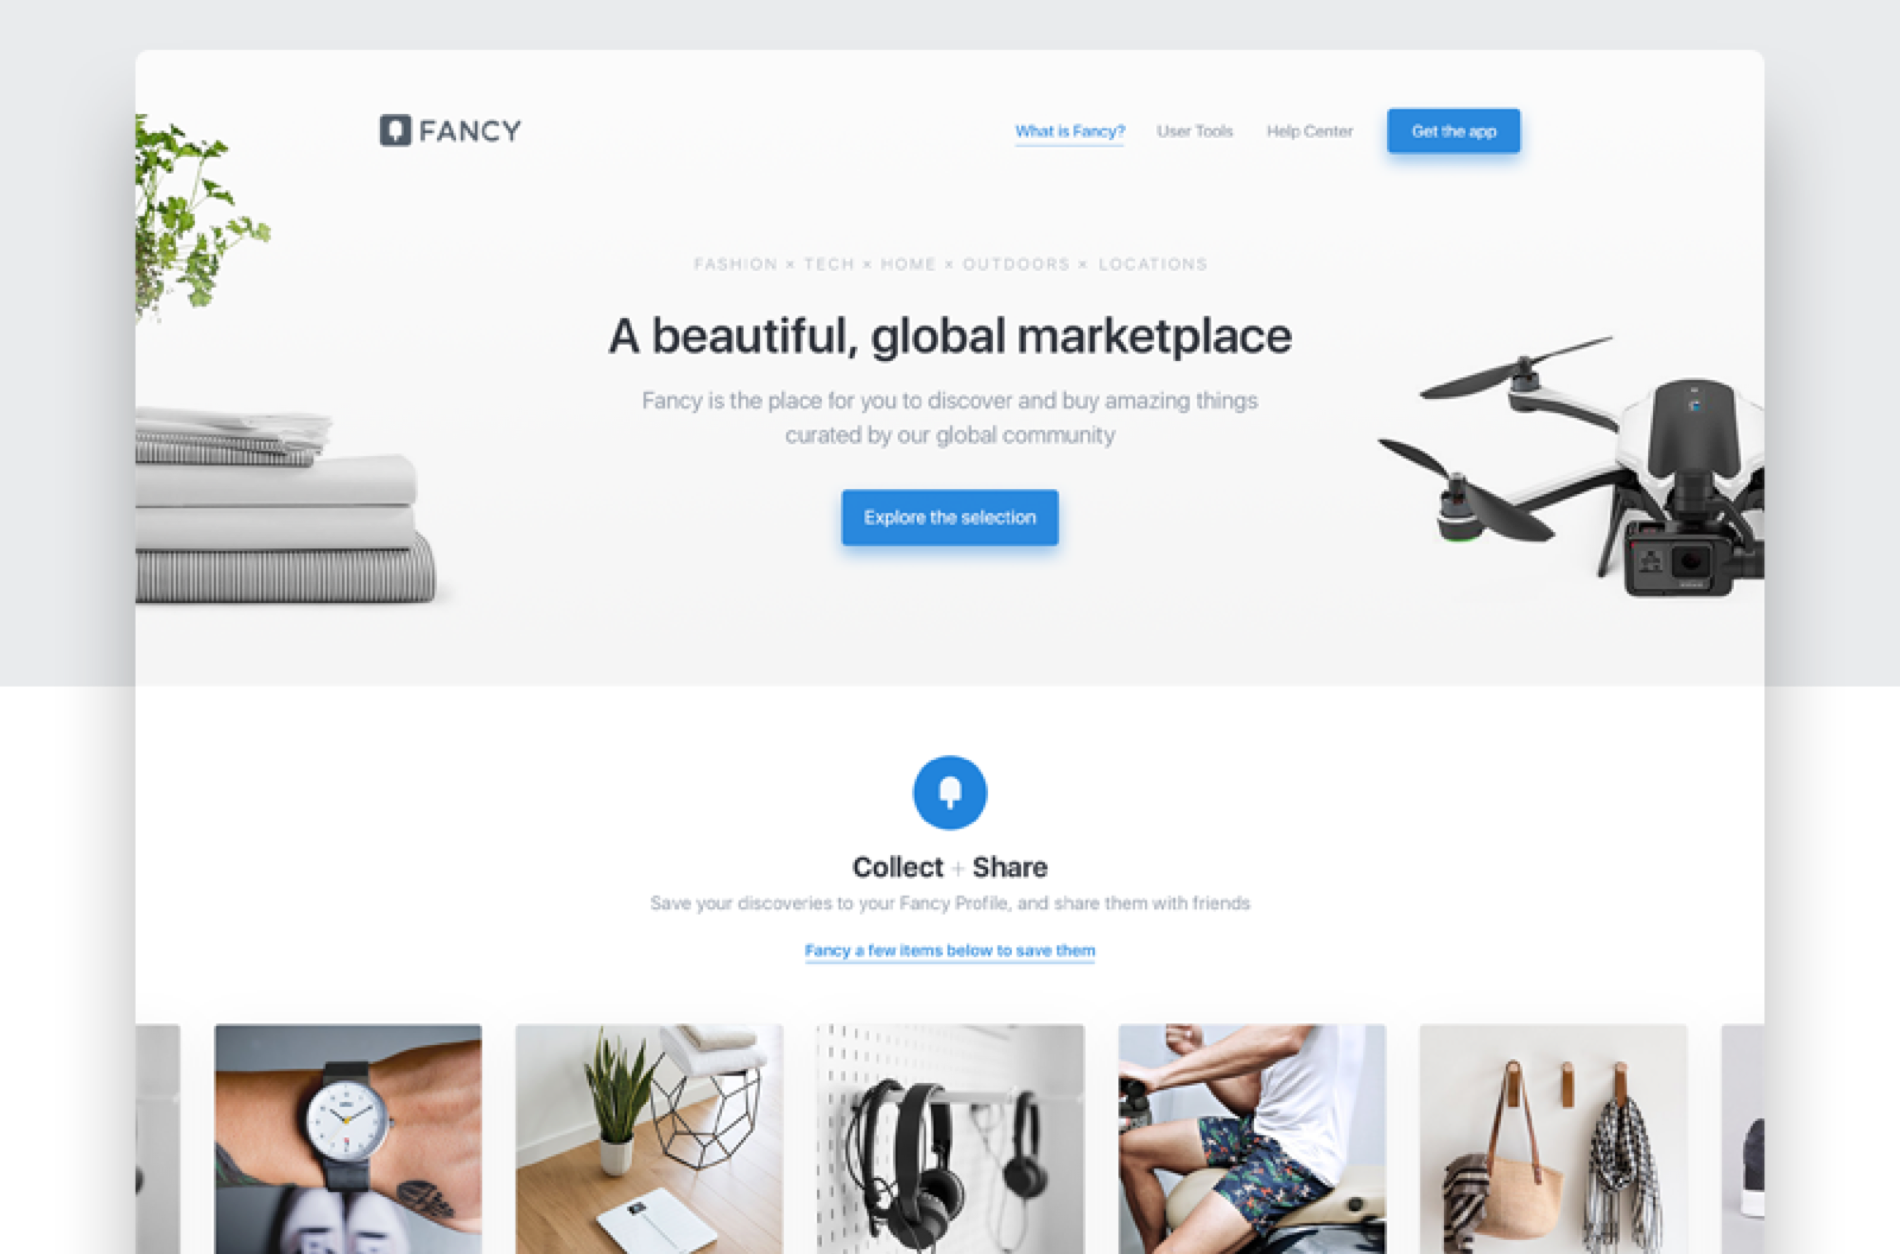 FANCY
What is Fancy? User Tools Help Center Get the app
FASHION × TECH × HOME × OUTDOORS × LOCATIONS
A beautiful, global marketplace
Fancy is the place for you to discover and buy amazing things
curated by our global community
Explore the selection
Collect + Share
Save your discoveries to your Fancy Profile, and share them with friends
Fancy a few items below to save them